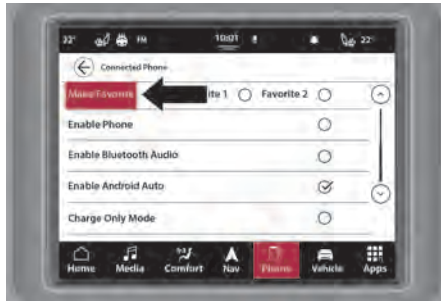 22° FM 10:01 22°
Connected Phone
Make Favorite ite 1 Favorite 2
Enable Phone
Enable Bluetooth Audio
Enable Android Auto
Charge Only Mode
Home Media Comfort Nav Phone Vehicle Apps